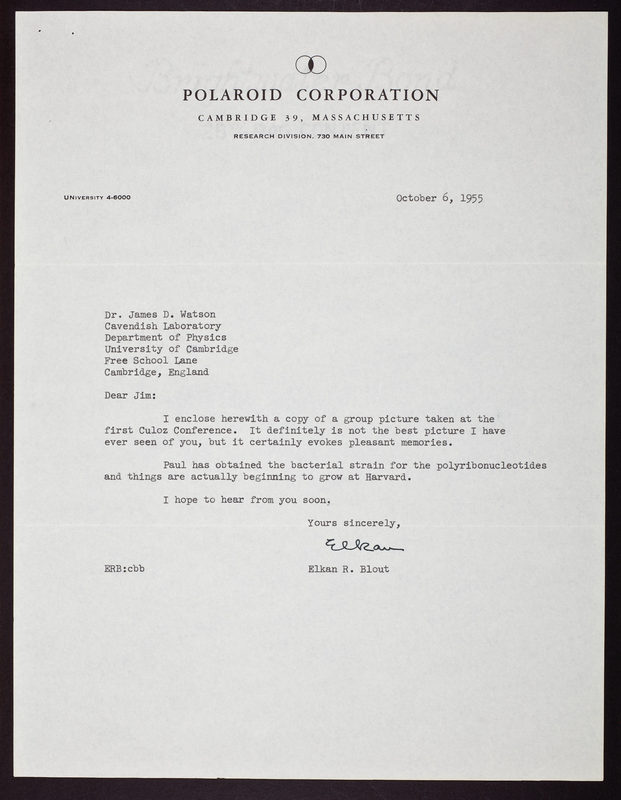 POLAROID CORPORATION
CAMBRIDGE 39, MASSACHUSETTS
RESEARCH DIVISION, 730 MAIN STREET
UNIVERSITY 4-6000
October 6, 1955
Dr. James D. Watson
Cavendish Laboratory
Department of Physics
University of Cambridge
Free School Lane
Cambridge, England
Dear Jim:
I enclose herewith a copy of a group picture taken at the
first Culoz Conference. It definitely is not the best picture I have
ever seen of you, but it certainly evokes pleasant memories.
Paul has obtained the bacterial strain for the polyribonucleotides
and things are actually beginning to grow at Harvard.
I hope to hear from you soon.
Yours sincerely,
Elkan
ERB:cbb
Elkan R. Blout